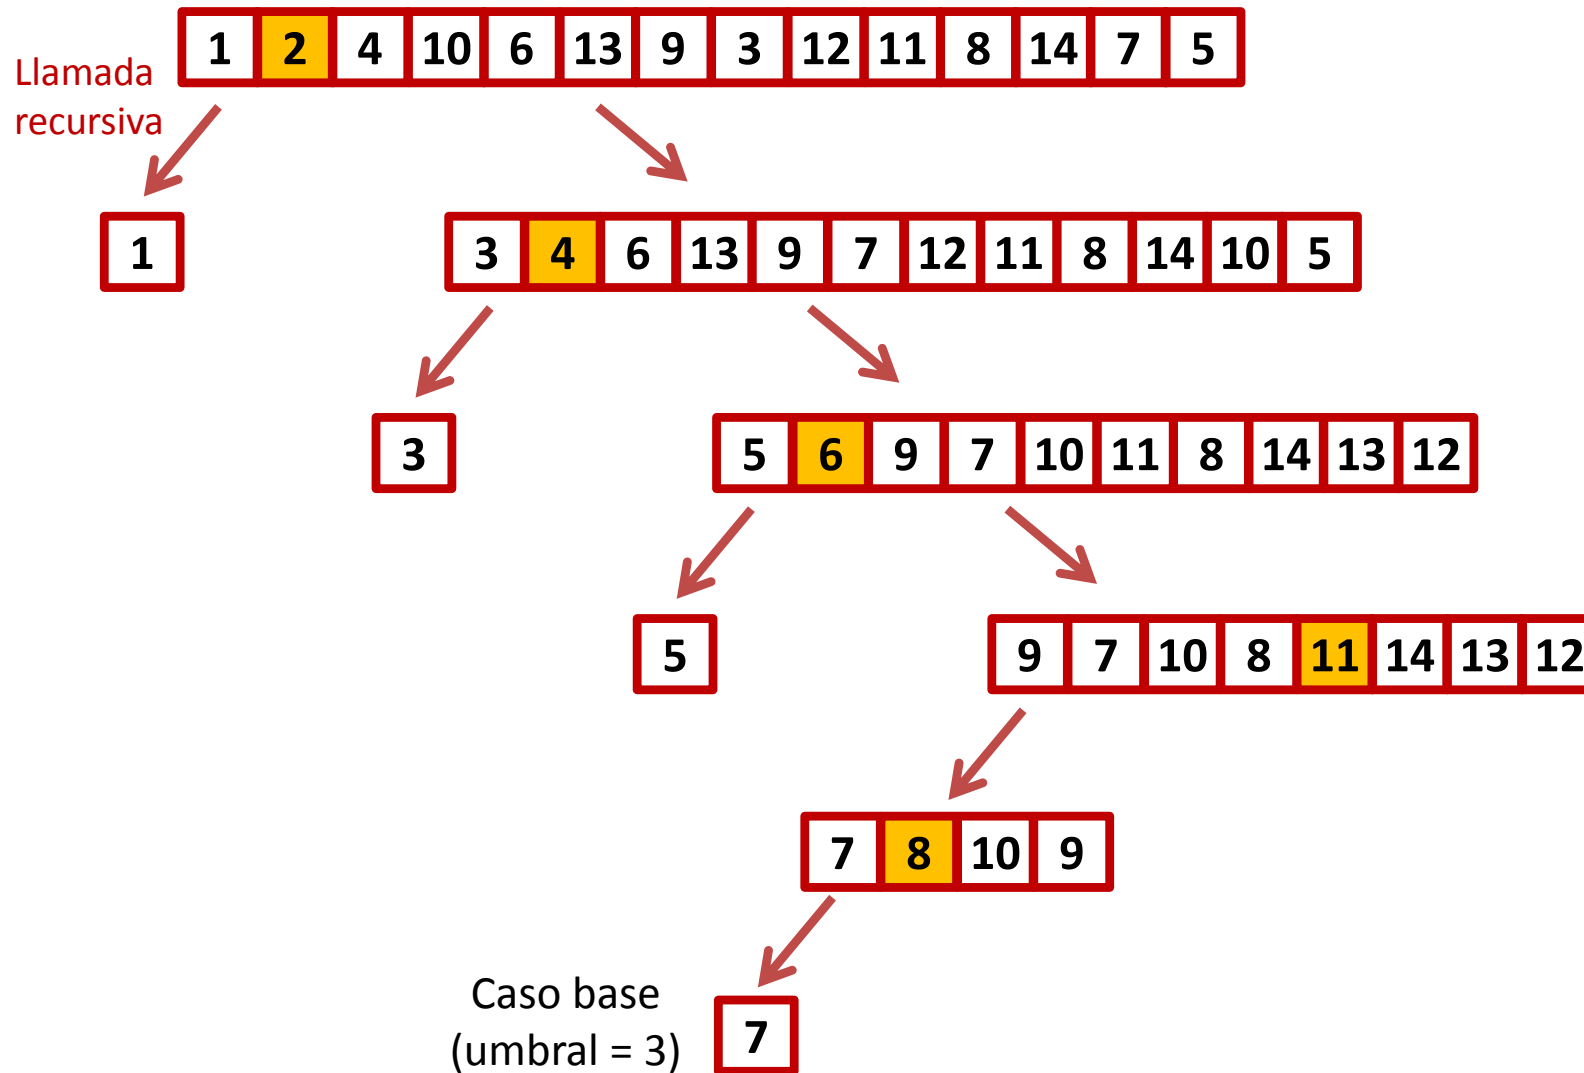 1 2 4 10 6 13 9 3 12 11 8 14 7 5
Llamada
recursiva
1
3 4 6 13 9 7 12 11 8 14 10 5
3
5 6 9 7 10 11 8 14 13 12
5
9 7 10 8 11 14 13 12
7 8 10 9
Caso base
(umbral = 3)
7